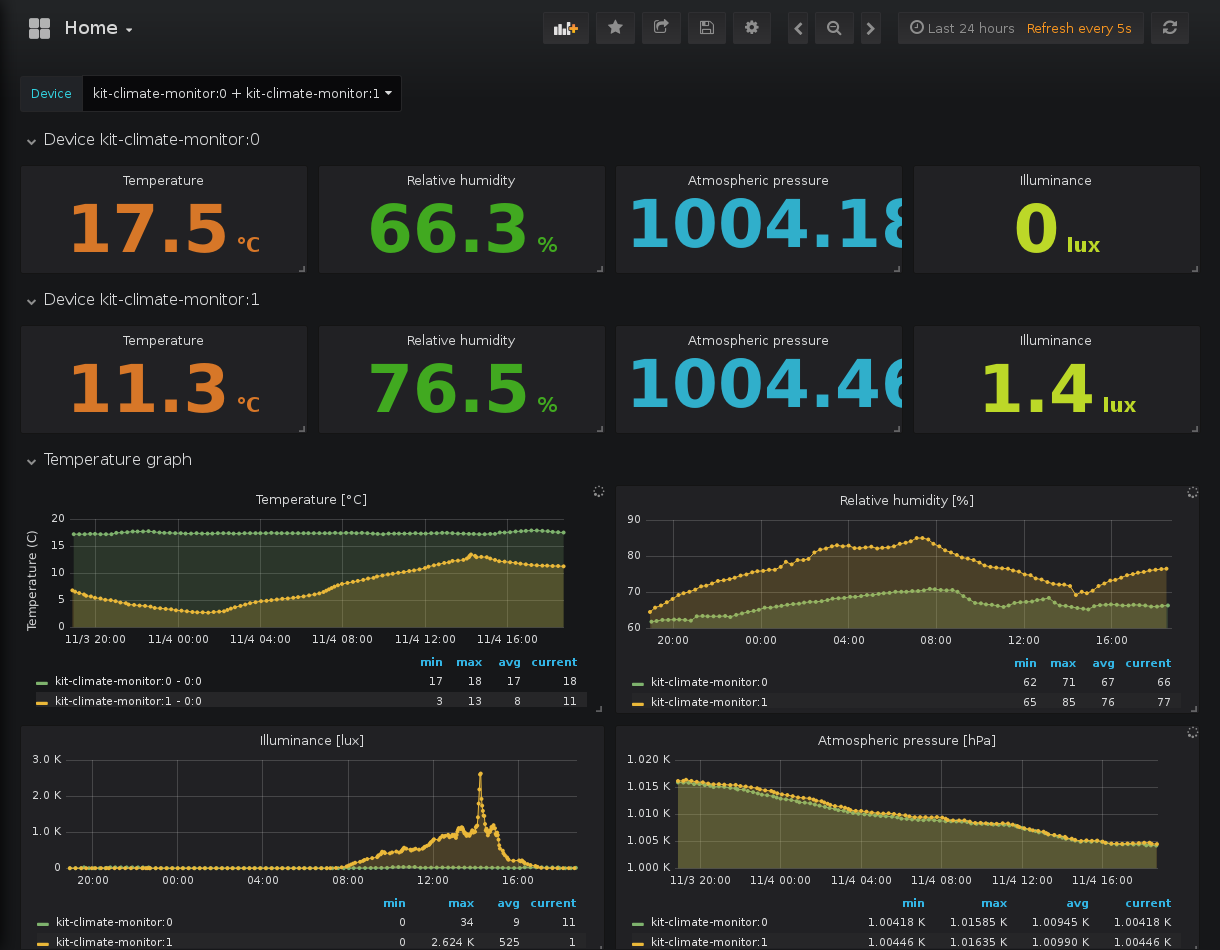 Home
Last 24 hours Refresh every 5s
Device kit-climate-monitor:0 + kit-climate-monitor:1
Device kit-climate-monitor:0
Temperature Relative humidity Atmospheric pressure Illuminance
17.5 °C 66.3 % 1004.18 0 lux
Device kit-climate-monitor:1
Temperature Relative humidity Atmospheric pressure Illuminance
11.3 °C 76.5 % 1004.46 1.4 lux
Temperature graph
Temperature [°C]
Temperature (C)
20
15
10
5
0
11/3 20:00 11/4 00:00 11/4 04:00 11/4 08:00 11/4 12:00 11/4 16:00
min max avg current
kit-climate-monitor:0 - 0:0 17 18 17 18
kit-climate-monitor:1 - 0:0 3 13 8 11
Relative humidity [%]
90
80
70
60
20:00 00:00 04:00 08:00 12:00 16:00
min max avg current
kit-climate-monitor:0 62 71 67 66
kit-climate-monitor:1 65 85 76 77
Illuminance [lux]
3.0 K
2.0 K
1.0 K
0
20:00 00:00 04:00 08:00 12:00 16:00
min max avg current
kit-climate-monitor:0 0 34 9 11
kit-climate-monitor:1 0 2.624 K 525 1
Atmospheric pressure [hPa]
1.020 K
1.015 K
1.010 K
1.005 K
1.000 K
11/3 20:00 11/4 00:00 11/4 04:00 11/4 08:00 11/4 12:00 11/4 16:00
min max avg current
kit-climate-monitor:0 1.00418 K 1.01585 K 1.00945 K 1.00418 K
kit-climate-monitor:1 1.00446 K 1.01635 K 1.00990 K 1.00446 K